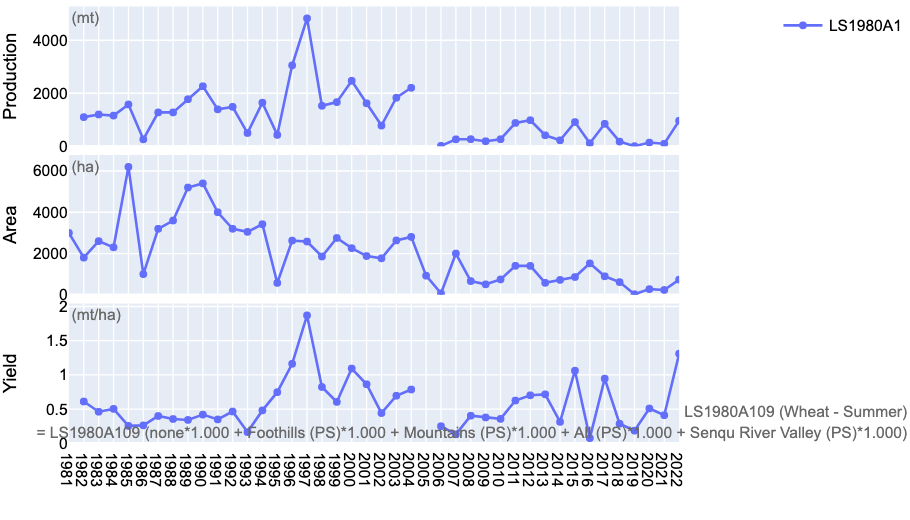 LS1980A1
Production
(mt)
4000
2000
0
Area
(ha)
6000
4000
2000
0
Yield
(mt/ha)
2
1.5
1
0.5
0
LS1980A109 (Wheat - Summer)
= LS1980A109 (none*1.000 + Foothills (PS)*1.000 + Mountains (PS)*1.000 + All (PS)*1.000 + Senqu River Valley (PS)*1.000)
1981 1982 1983 1984 1985 1986 1987 1988 1989 1990 1991 1992 1993 1994 1995 1996 1997 1998 1999 2000 2001 2002 2003 2004 2005 2006 2007 2008 2009 2010 2011 2012 2013 2014 2015 2016 2017 2018 2019 2020 2021 2022